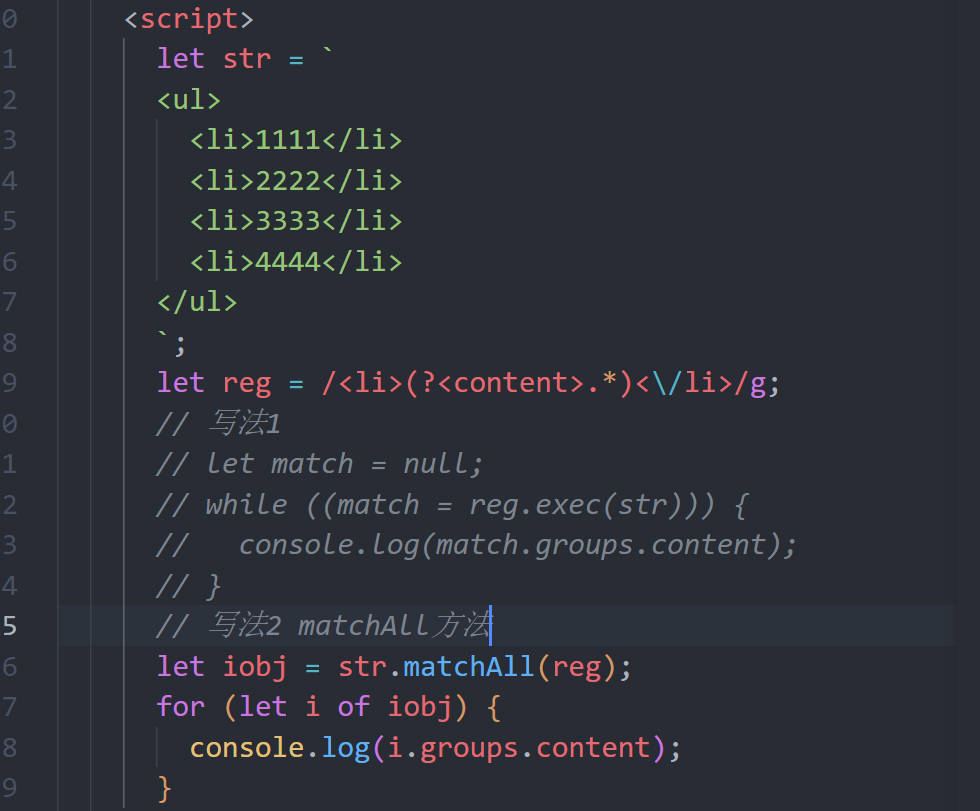 0 <script>
1 let str = `
2 <ul>
3 <li>1111</li>
4 <li>2222</li>
5 <li>3333</li>
6 <li>4444</li>
7 </ul>
8 `;
9 let reg = /<li>(?<content>.*)<\/li>/g;
0 // 写法1
1 // let match = null;
2 // while ((match = reg.exec(str))) {
3 //   console.log(match.groups.content);
4 // }
5 // 写法2 matchAll方法
6 let iobj = str.matchAll(reg);
7 for (let i of iobj) {
8 console.log(i.groups.content);
9 }